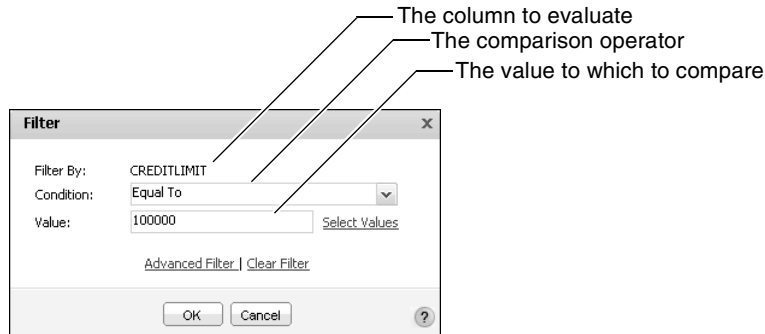 The column to evaluate
The comparison operator
The value to which to compare
Filter x
Filter By: CREDITLIMIT
Condition: Equal To
Value: 100000 Select Values
Advanced Filter | Clear Filter
OK Cancel ?